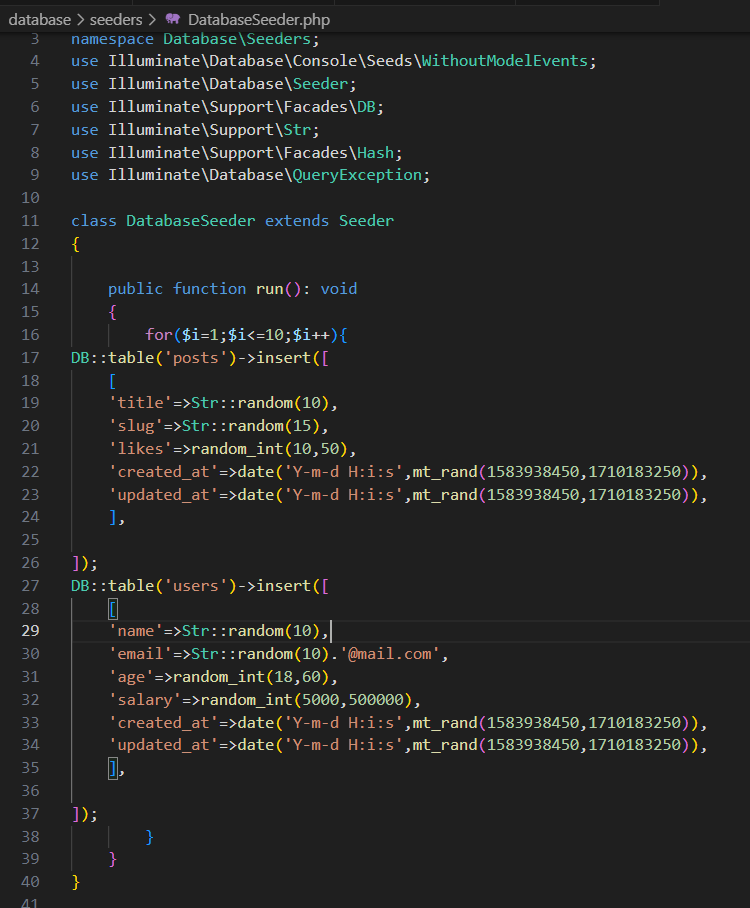 database > seeders > DatabaseSeeder.php
3 namespace Database\Seeders;
4 use Illuminate\Database\Console\Seeds\WithoutModelEvents;
5 use Illuminate\Database\Seeder;
6 use Illuminate\Support\Facades\DB;
7 use Illuminate\Support\Str;
8 use Illuminate\Support\Facades\Hash;
9 use Illuminate\Database\QueryException;
10
11 class DatabaseSeeder extends Seeder
12 {
13
14     public function run(): void
15     {
16         for($i=1;$i<=10;$i++){
17 DB::table('posts')->insert([
18     [
19     'title'=>Str::random(10),
20     'slug'=>Str::random(15),
21     'likes'=>random_int(10,50),
22     'created_at'=>date('Y-m-d H:i:s',mt_rand(1583938450,1710183250)),
23     'updated_at'=>date('Y-m-d H:i:s',mt_rand(1583938450,1710183250)),
24     ],
25
26 ]);
27 DB::table('users')->insert([
28     [
29     'name'=>Str::random(10),
30     'email'=>Str::random(10).'@mail.com',
31     'age'=>random_int(18,60),
32     'salary'=>random_int(5000,500000),
33     'created_at'=>date('Y-m-d H:i:s',mt_rand(1583938450,1710183250)),
34     'updated_at'=>date('Y-m-d H:i:s',mt_rand(1583938450,1710183250)),
35     ],
36
37 ]);
38         }
39     }
40 }
41